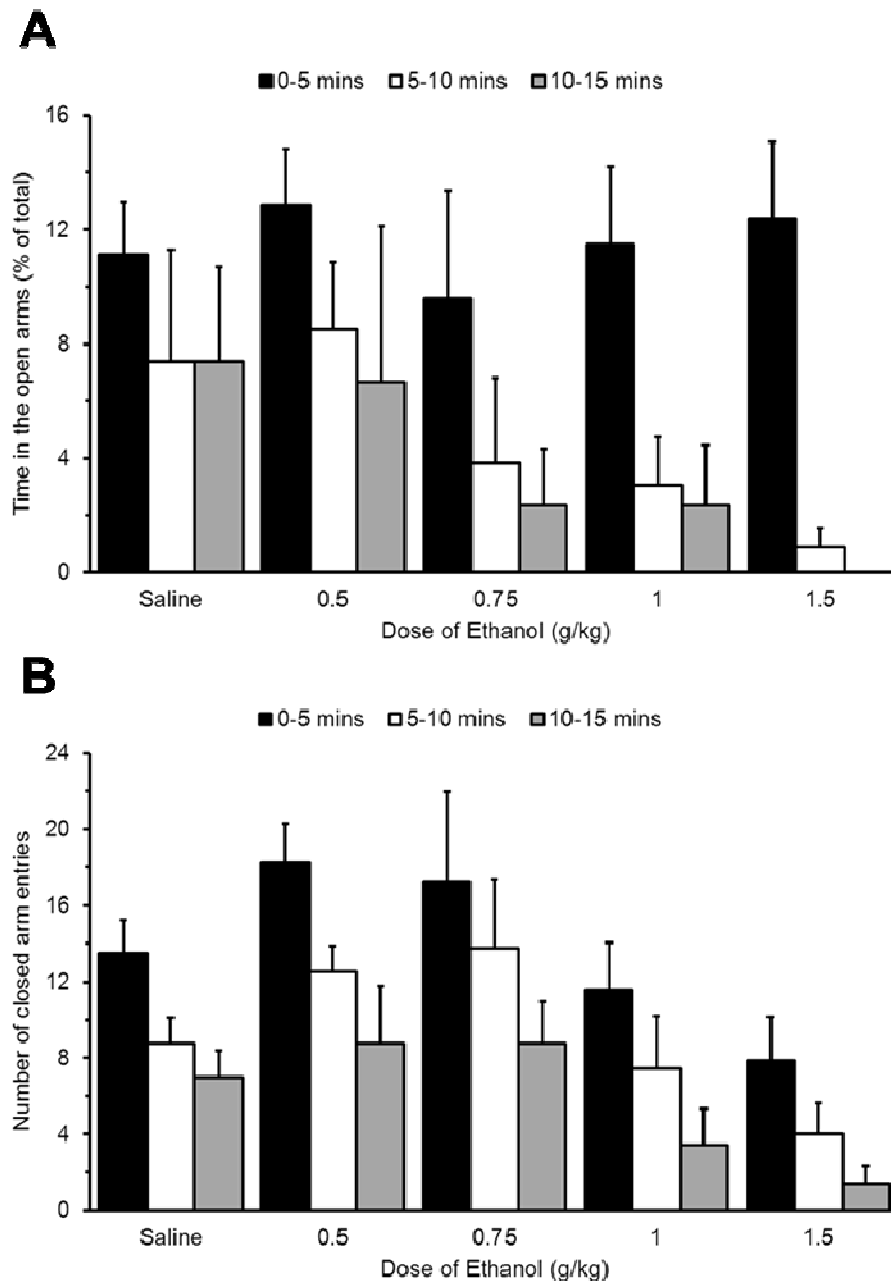 A
0-5 mins 5-10 mins 10-15 mins
16
12
8
4
0
Time in the open arms (% of total)
Saline 0.5 0.75 1 1.5
Dose of Ethanol (g/kg)
B
0-5 mins 5-10 mins 10-15 mins
24
20
16
12
8
4
0
Number of closed arm entries
Saline 0.5 0.75 1 1.5
Dose of Ethanol (g/kg)